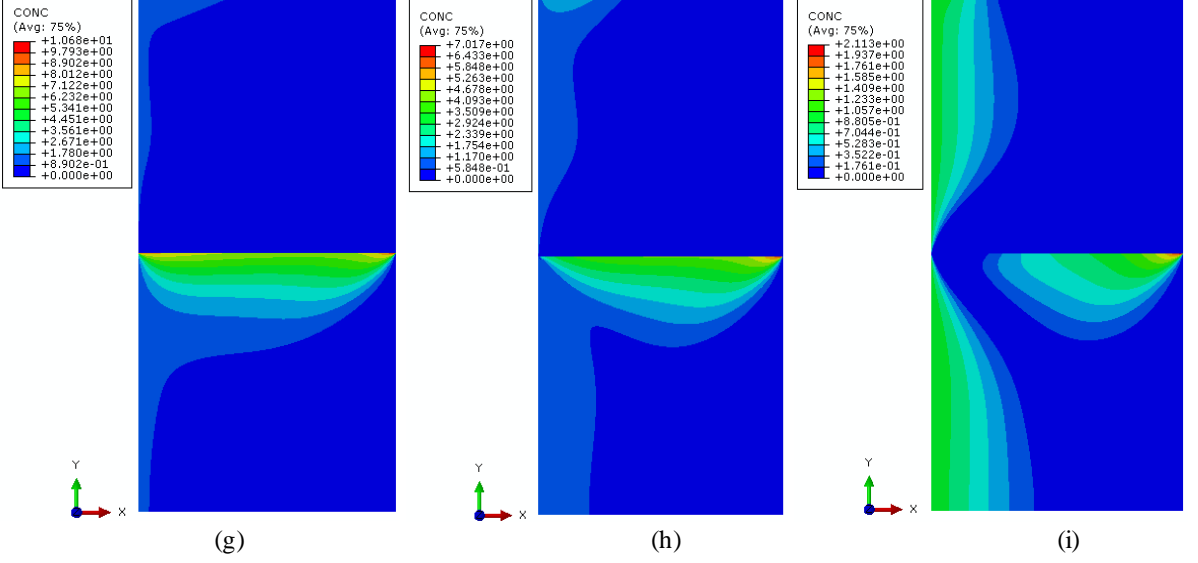 CONC
(Avg: 75%)
+1.068e+01
+9.793e+00
+8.902e+00
+8.012e+00
+7.122e+00
+6.232e+00
+5.341e+00
+4.451e+00
+3.561e+00
+2.671e+00
+1.780e+00
+8.902e-01
+0.000e+00
Y
X
(g)
CONC
(Avg: 75%)
+7.017e+00
+6.433e+00
+5.848e+00
+5.263e+00
+4.678e+00
+4.093e+00
+3.509e+00
+2.924e+00
+2.339e+00
+1.754e+00
+1.170e+00
+5.848e-01
+0.000e+00
Y
X
(h)
CONC
(Avg: 75%)
+2.113e+00
+1.937e+00
+1.761e+00
+1.585e+00
+1.409e+00
+1.233e+00
+1.057e+00
+8.805e-01
+7.044e-01
+5.283e-01
+3.522e-01
+1.761e-01
+0.000e+00
Y
X
(i)